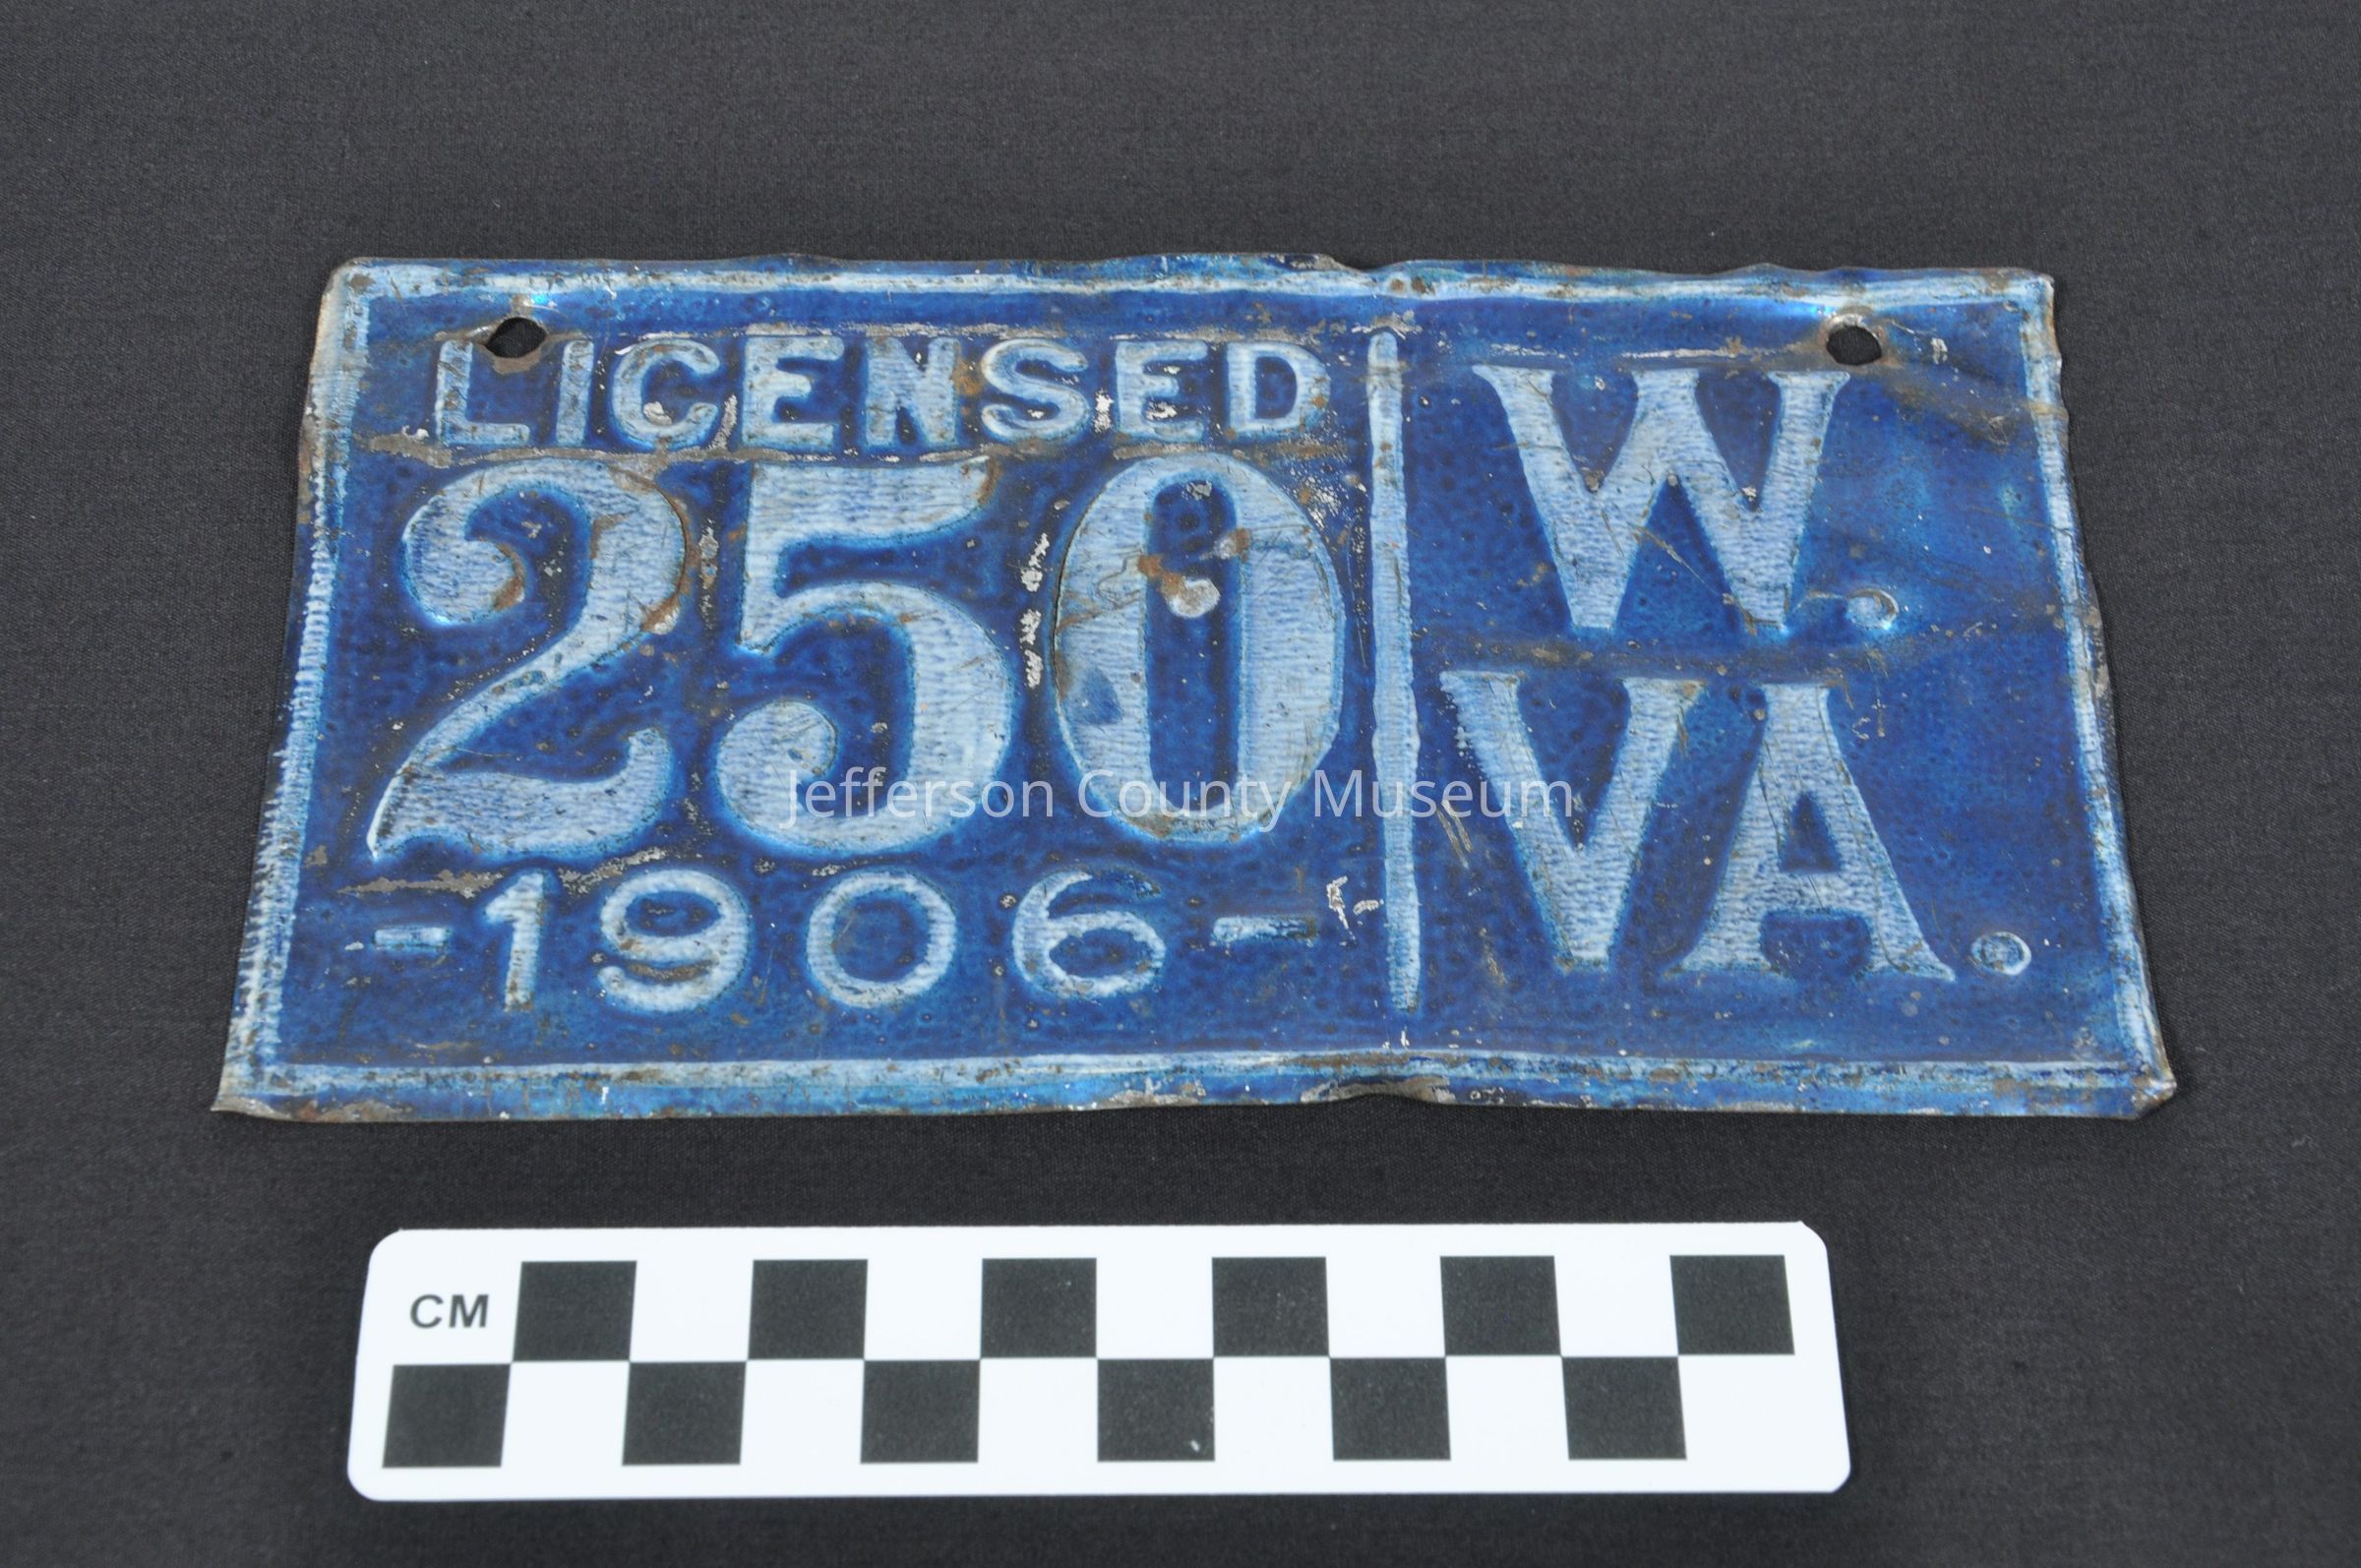 LICENSED
250
-1906-
W.
VA.
Jefferson County Museum
CM